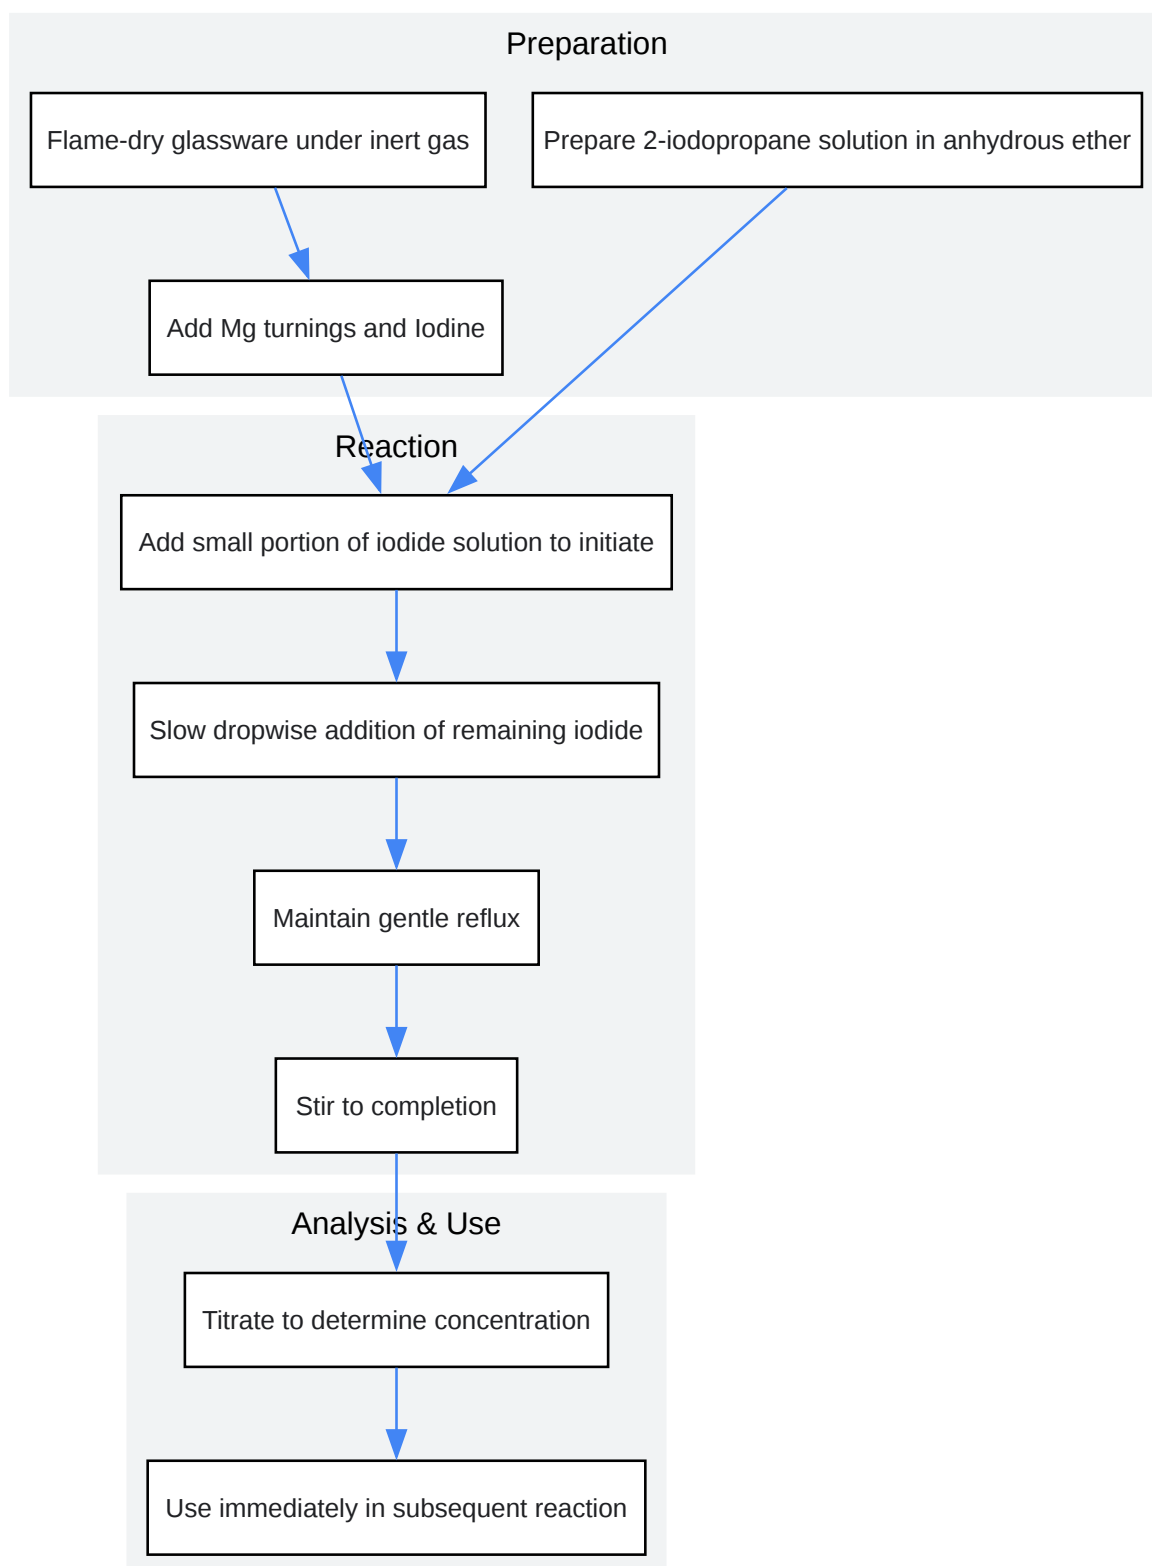 Preparation
Flame-dry glassware under inert gas
Prepare 2-iodopropane solution in anhydrous ether
Add Mg turnings and Iodine
Reaction
Add small portion of iodide solution to initiate
Slow dropwise addition of remaining iodide
Maintain gentle reflux
Stir to completion
Analysis & Use
Titrate to determine concentration
Use immediately in subsequent reaction